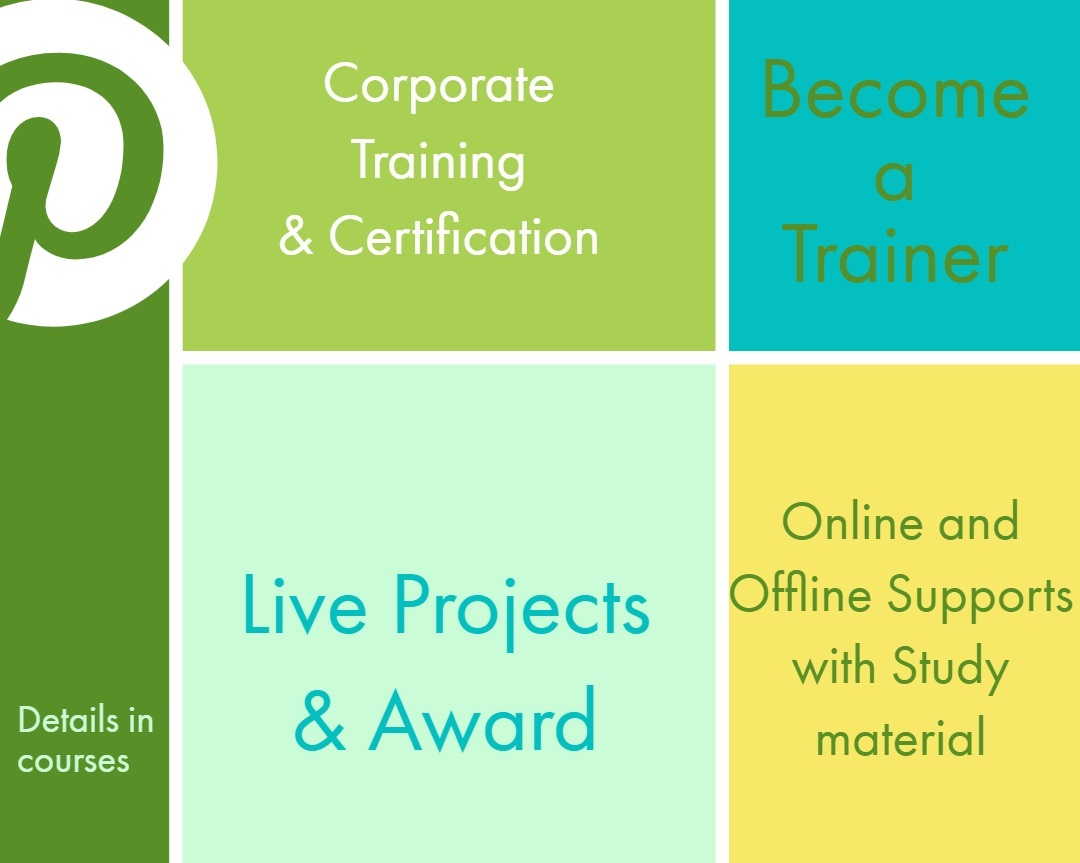 Corporate
Training
& Certification
Become
a
Trainer
Live Projects
& Award
Online and
Offline Supports
with Study
material
Details in
courses